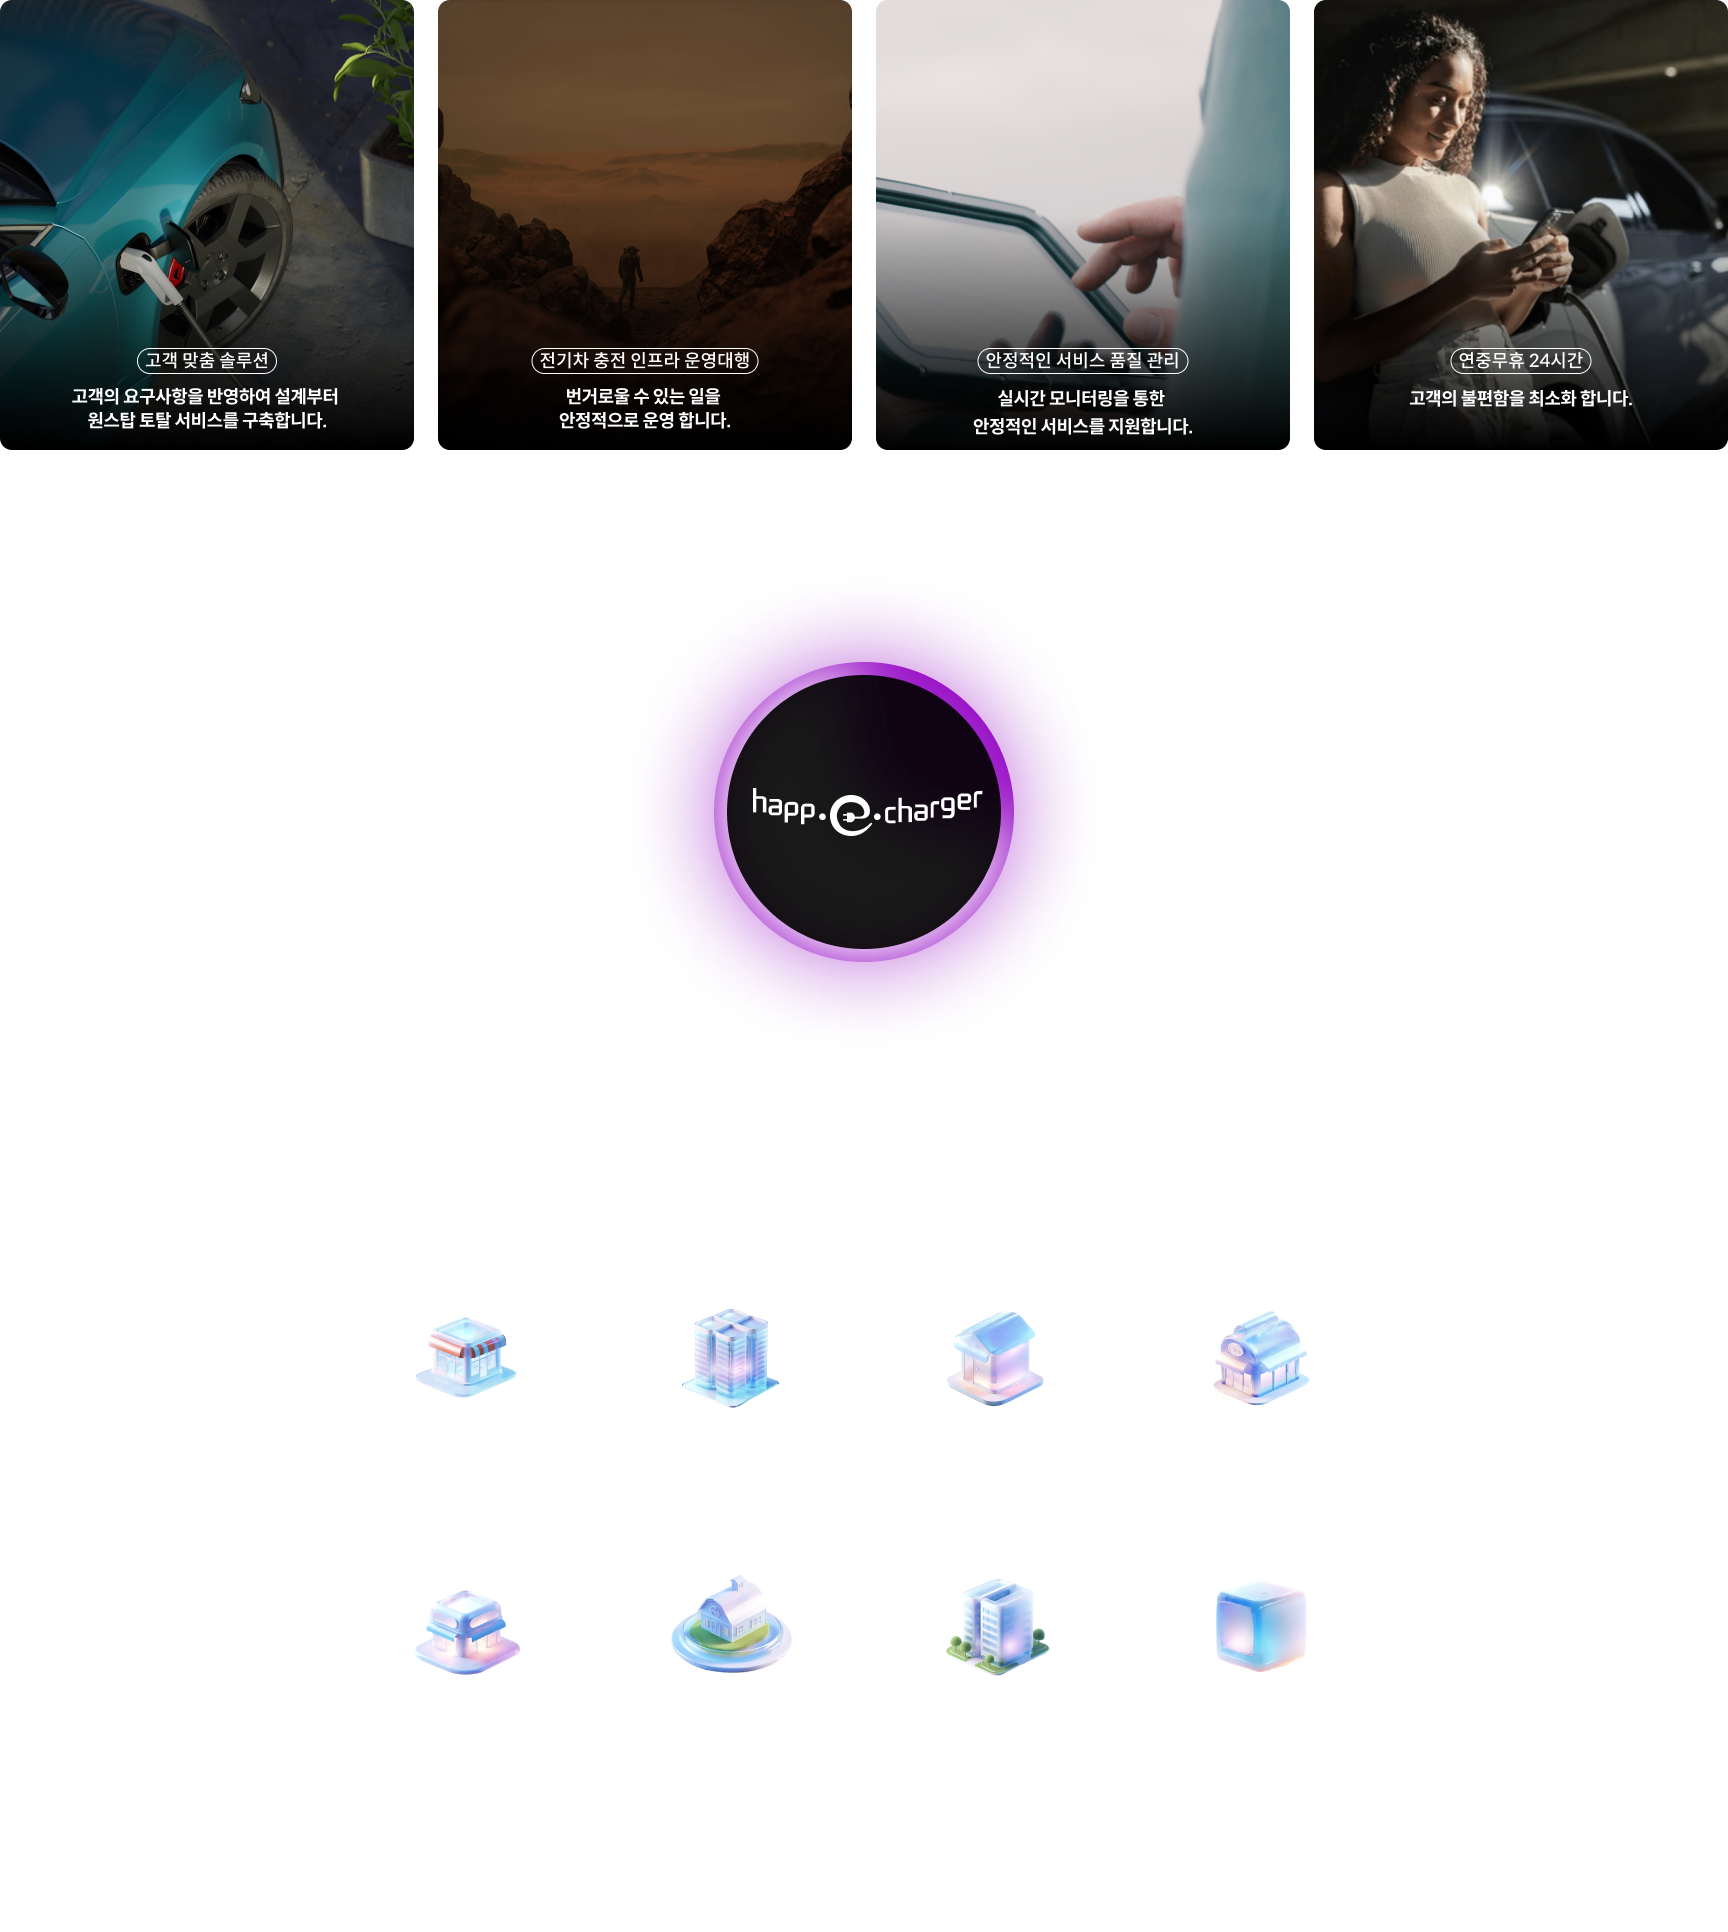 고객 맞춤 솔루션
고객의 요구사항을 반영하여 설계부터
원스탑 토탈 서비스를 구축합니다.
전기차 충전 인프라 운영대행
번거로울 수 있는 일을
안정적으로 운영 합니다.
안정적인 서비스 품질 관리
실시간 모니터링을 통한
안정적인 서비스를 지원합니다.
연중무휴 24시간
고객의 불편함을 최소화 합니다.
happ·e·charger